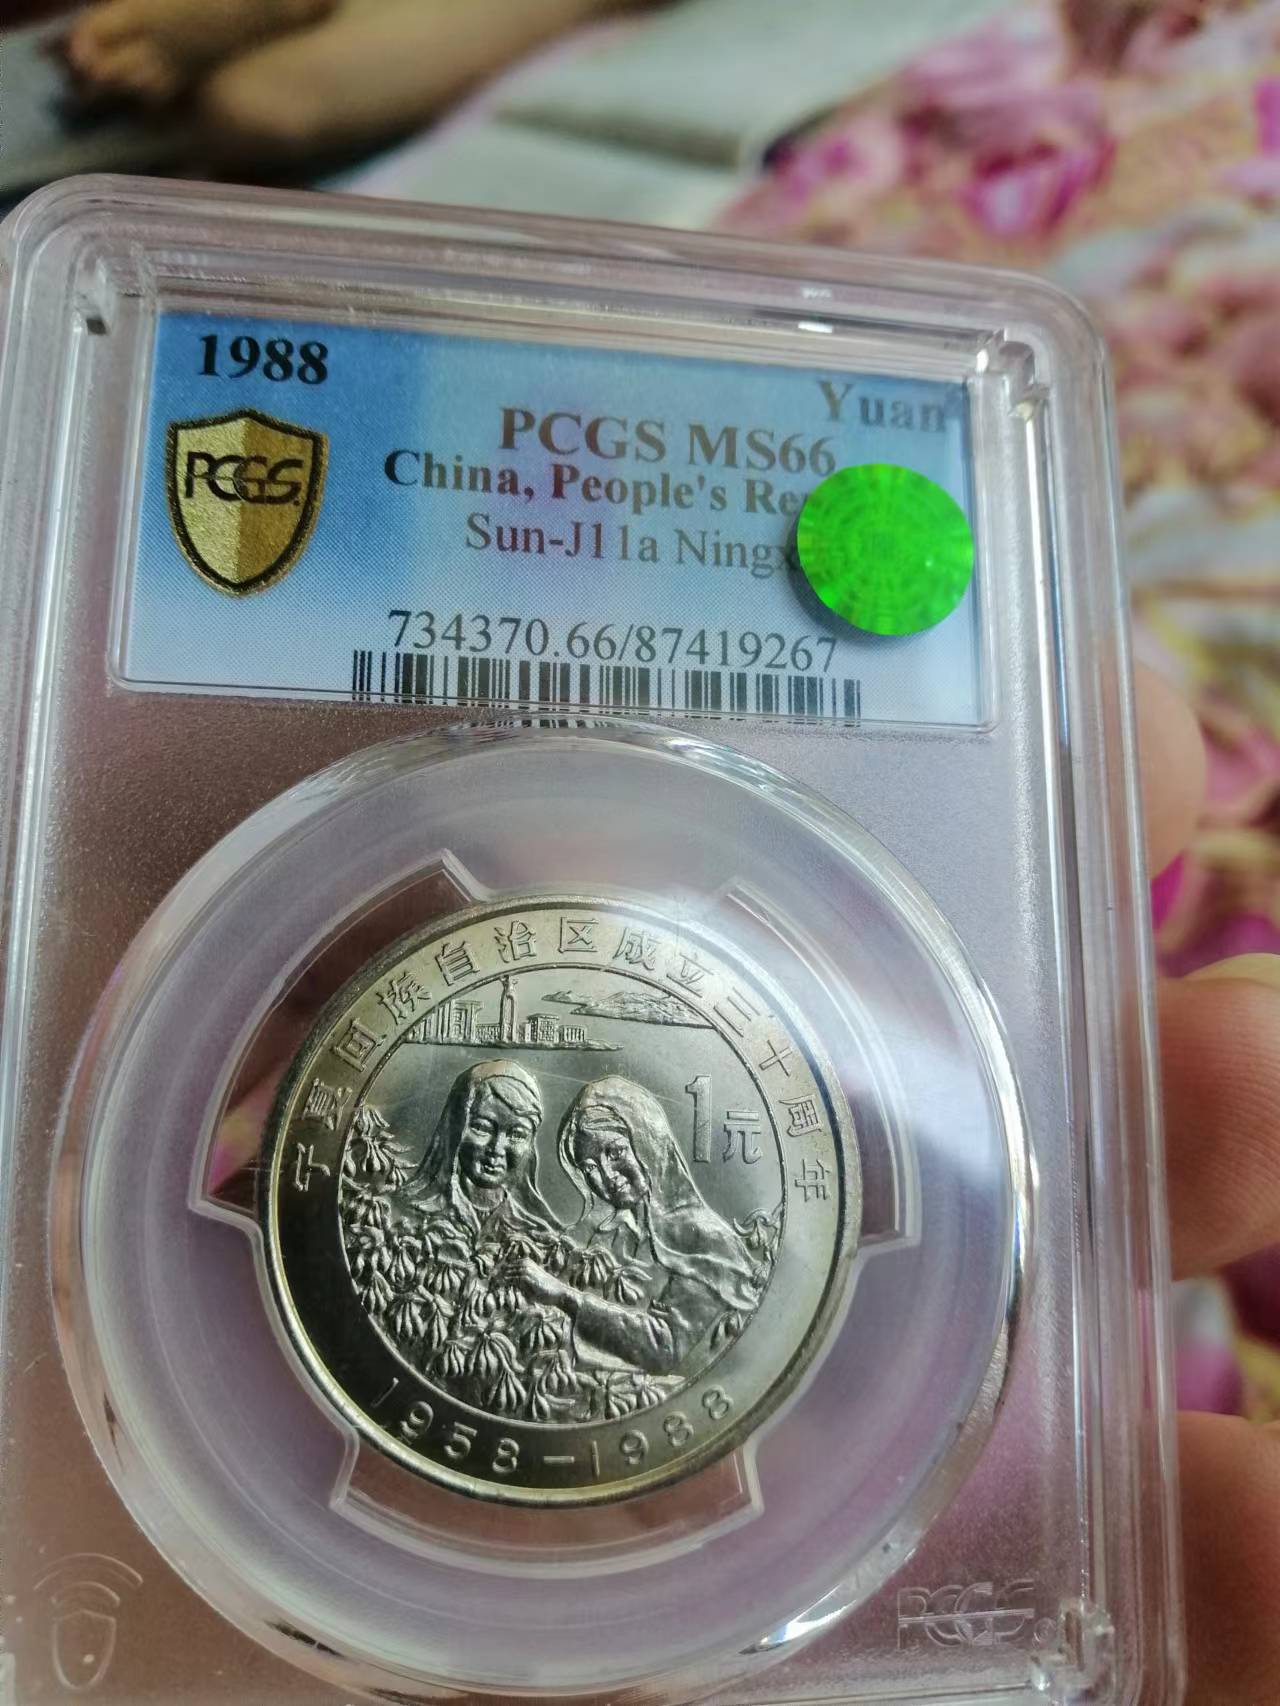 1988
Yuan
PCGS MS66
PCGS
China, People's Re
Sun-J11a Ningx
734370.66/87419267
宁夏回族自治区成立三十周年
1元
1958-1988
PCGS